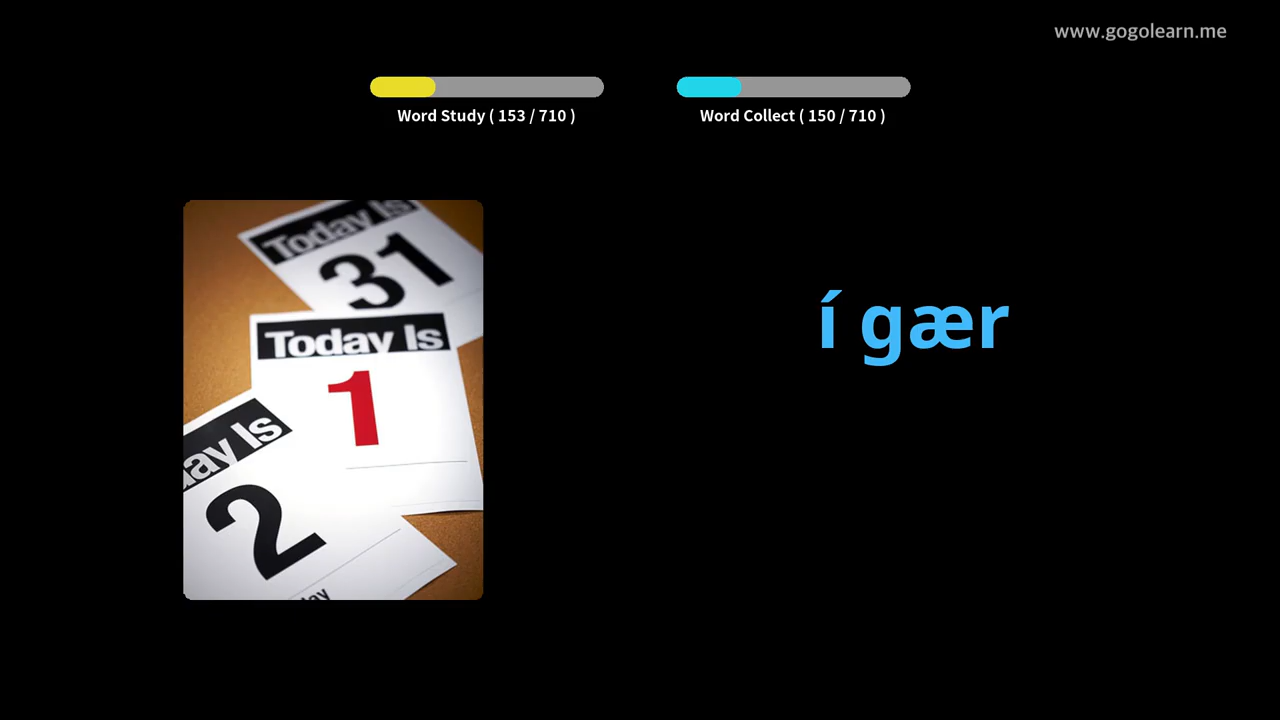 www.gogolearn.me
Word Study ( 153 / 710 )
Word Collect ( 150 / 710 )
Today Is
31
Today Is
1
ay Is
2
í gær